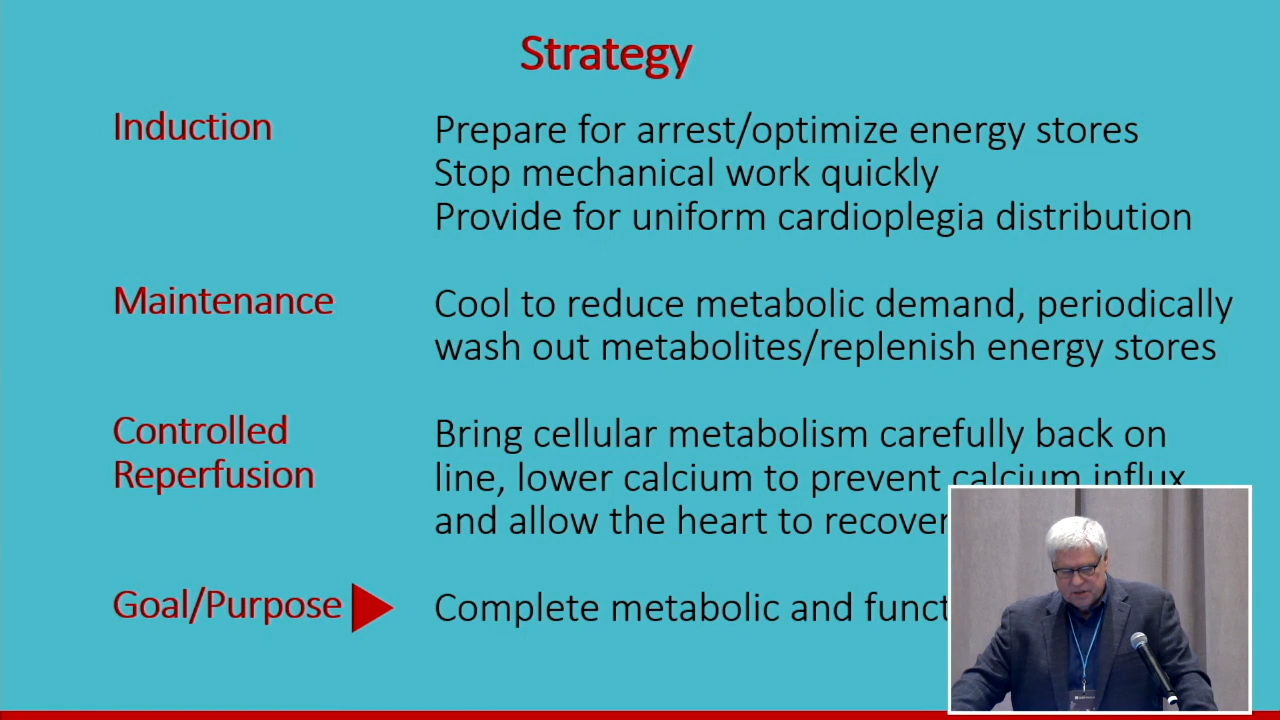 Strategy
Induction
Prepare for arrest/optimize energy stores
Stop mechanical work quickly
Provide for uniform cardioplegia distribution
Maintenance
Cool to reduce metabolic demand, periodically
wash out metabolites/replenish energy stores
Controlled
Reperfusion
Bring cellular metabolism carefully back on
line, lower calcium to prevent calcium influx
and allow the heart to recover
Goal/Purpose
Complete metabolic and funct